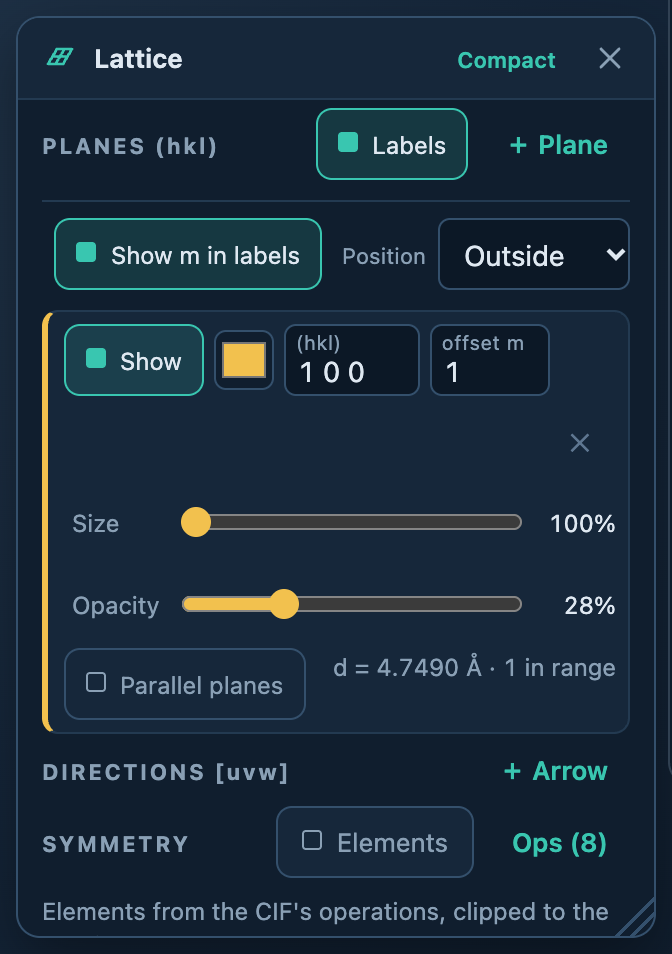 Lattice
Compact
PLANES (hkl)
Labels
+ Plane
Show m in labels
Position
Outside
Show
(hkl)
1 0 0
offset m
1
Size
100%
Opacity
28%
Parallel planes
d = 4.7490 Å · 1 in range
DIRECTIONS [uvw]
+ Arrow
SYMMETRY
Elements
Ops (8)
Elements from the CIF's operations, clipped to the